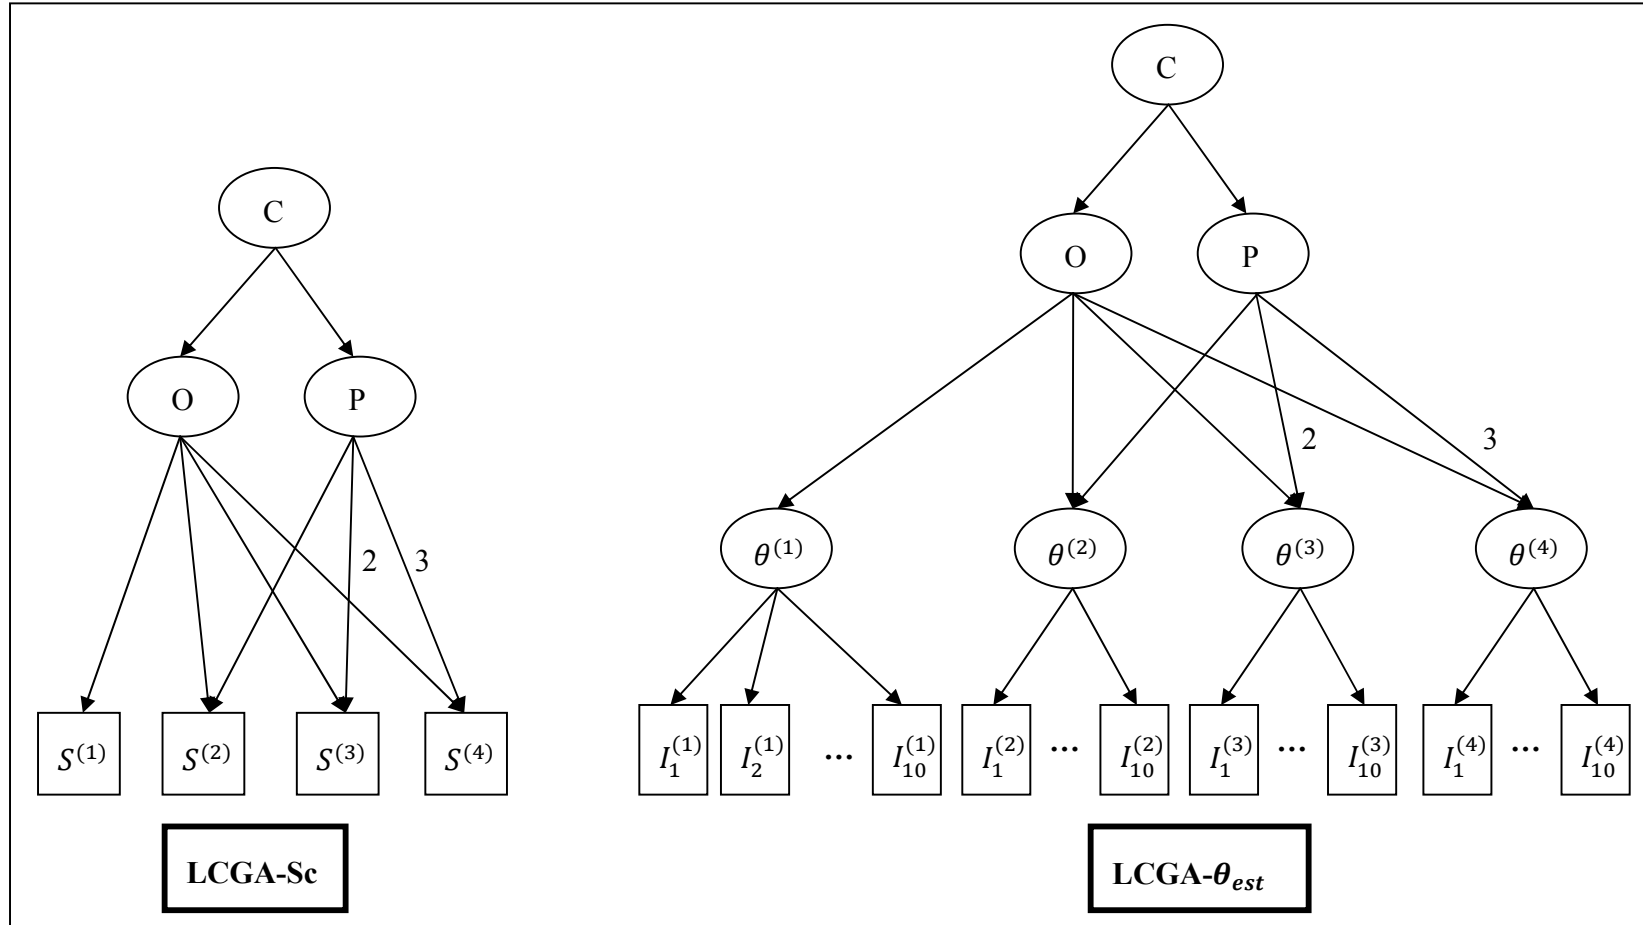 C
O P
2 3
S^(1) S^(2) S^(3) S^(4)
LCGA-Sc
C
O P
2 3
θ^(1) θ^(2) θ^(3) θ^(4)
I_1^(1) I_2^(1) ... I_10^(1) I_1^(2) ... I_10^(2) I_1^(3) ... I_10^(3) I_1^(4) ... I_10^(4)
LCGA-θ_est